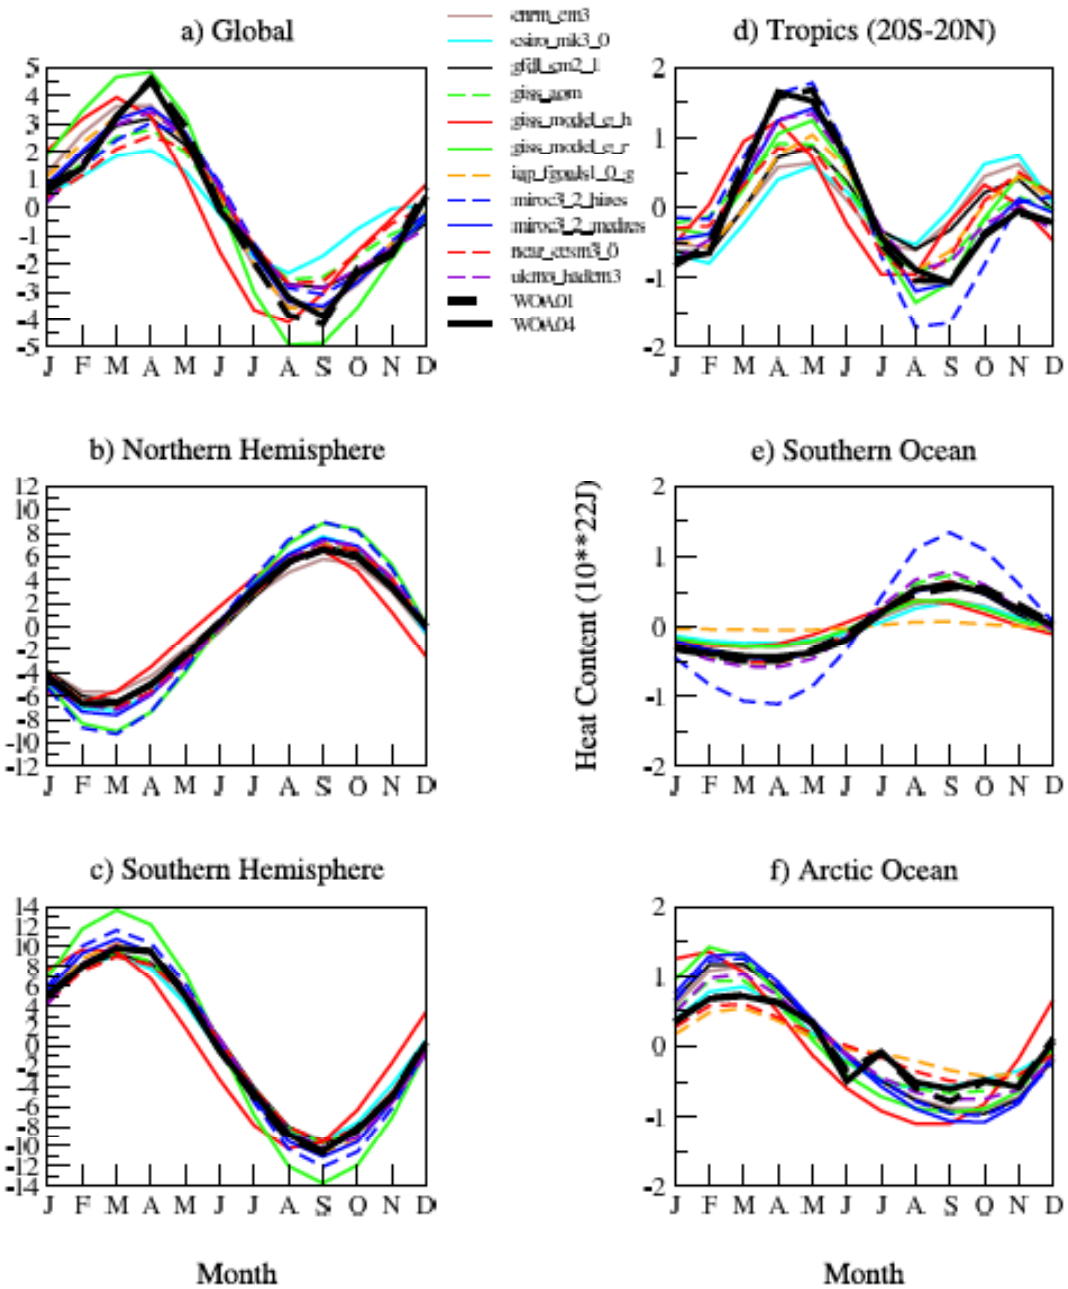 a) Global
5
4
3
2
1
0
-1
-2
-3
-4
-5
J F M A M J J A S O N D
cnrm_cm3
csiro_mk3_0
gfdl_cm2_1
giss_aom
giss_model_e_h
giss_model_e_r
iap_fgoals1_0_g
miroc3_2_hires
miroc3_2_medres
ncar_ccsm3_0
ukmo_hadcm3
WOA01
WOA04
d) Tropics (20S-20N)
2
1
0
-1
-2
J F M A M J J A S O N D
b) Northern Hemisphere
12
10
8
6
4
2
0
-2
-4
-6
-8
-10
-12
J F M A M J J A S O N D
e) Southern Ocean
Heat Content (10**22J)
2
1
0
-1
-2
J F M A M J J A S O N D
c) Southern Hemisphere
14
12
10
8
6
4
2
0
-2
-4
-6
-8
-10
-12
-14
J F M A M J J A S O N D
Month
f) Arctic Ocean
2
1
0
-1
-2
J F M A M J J A S O N D
Month